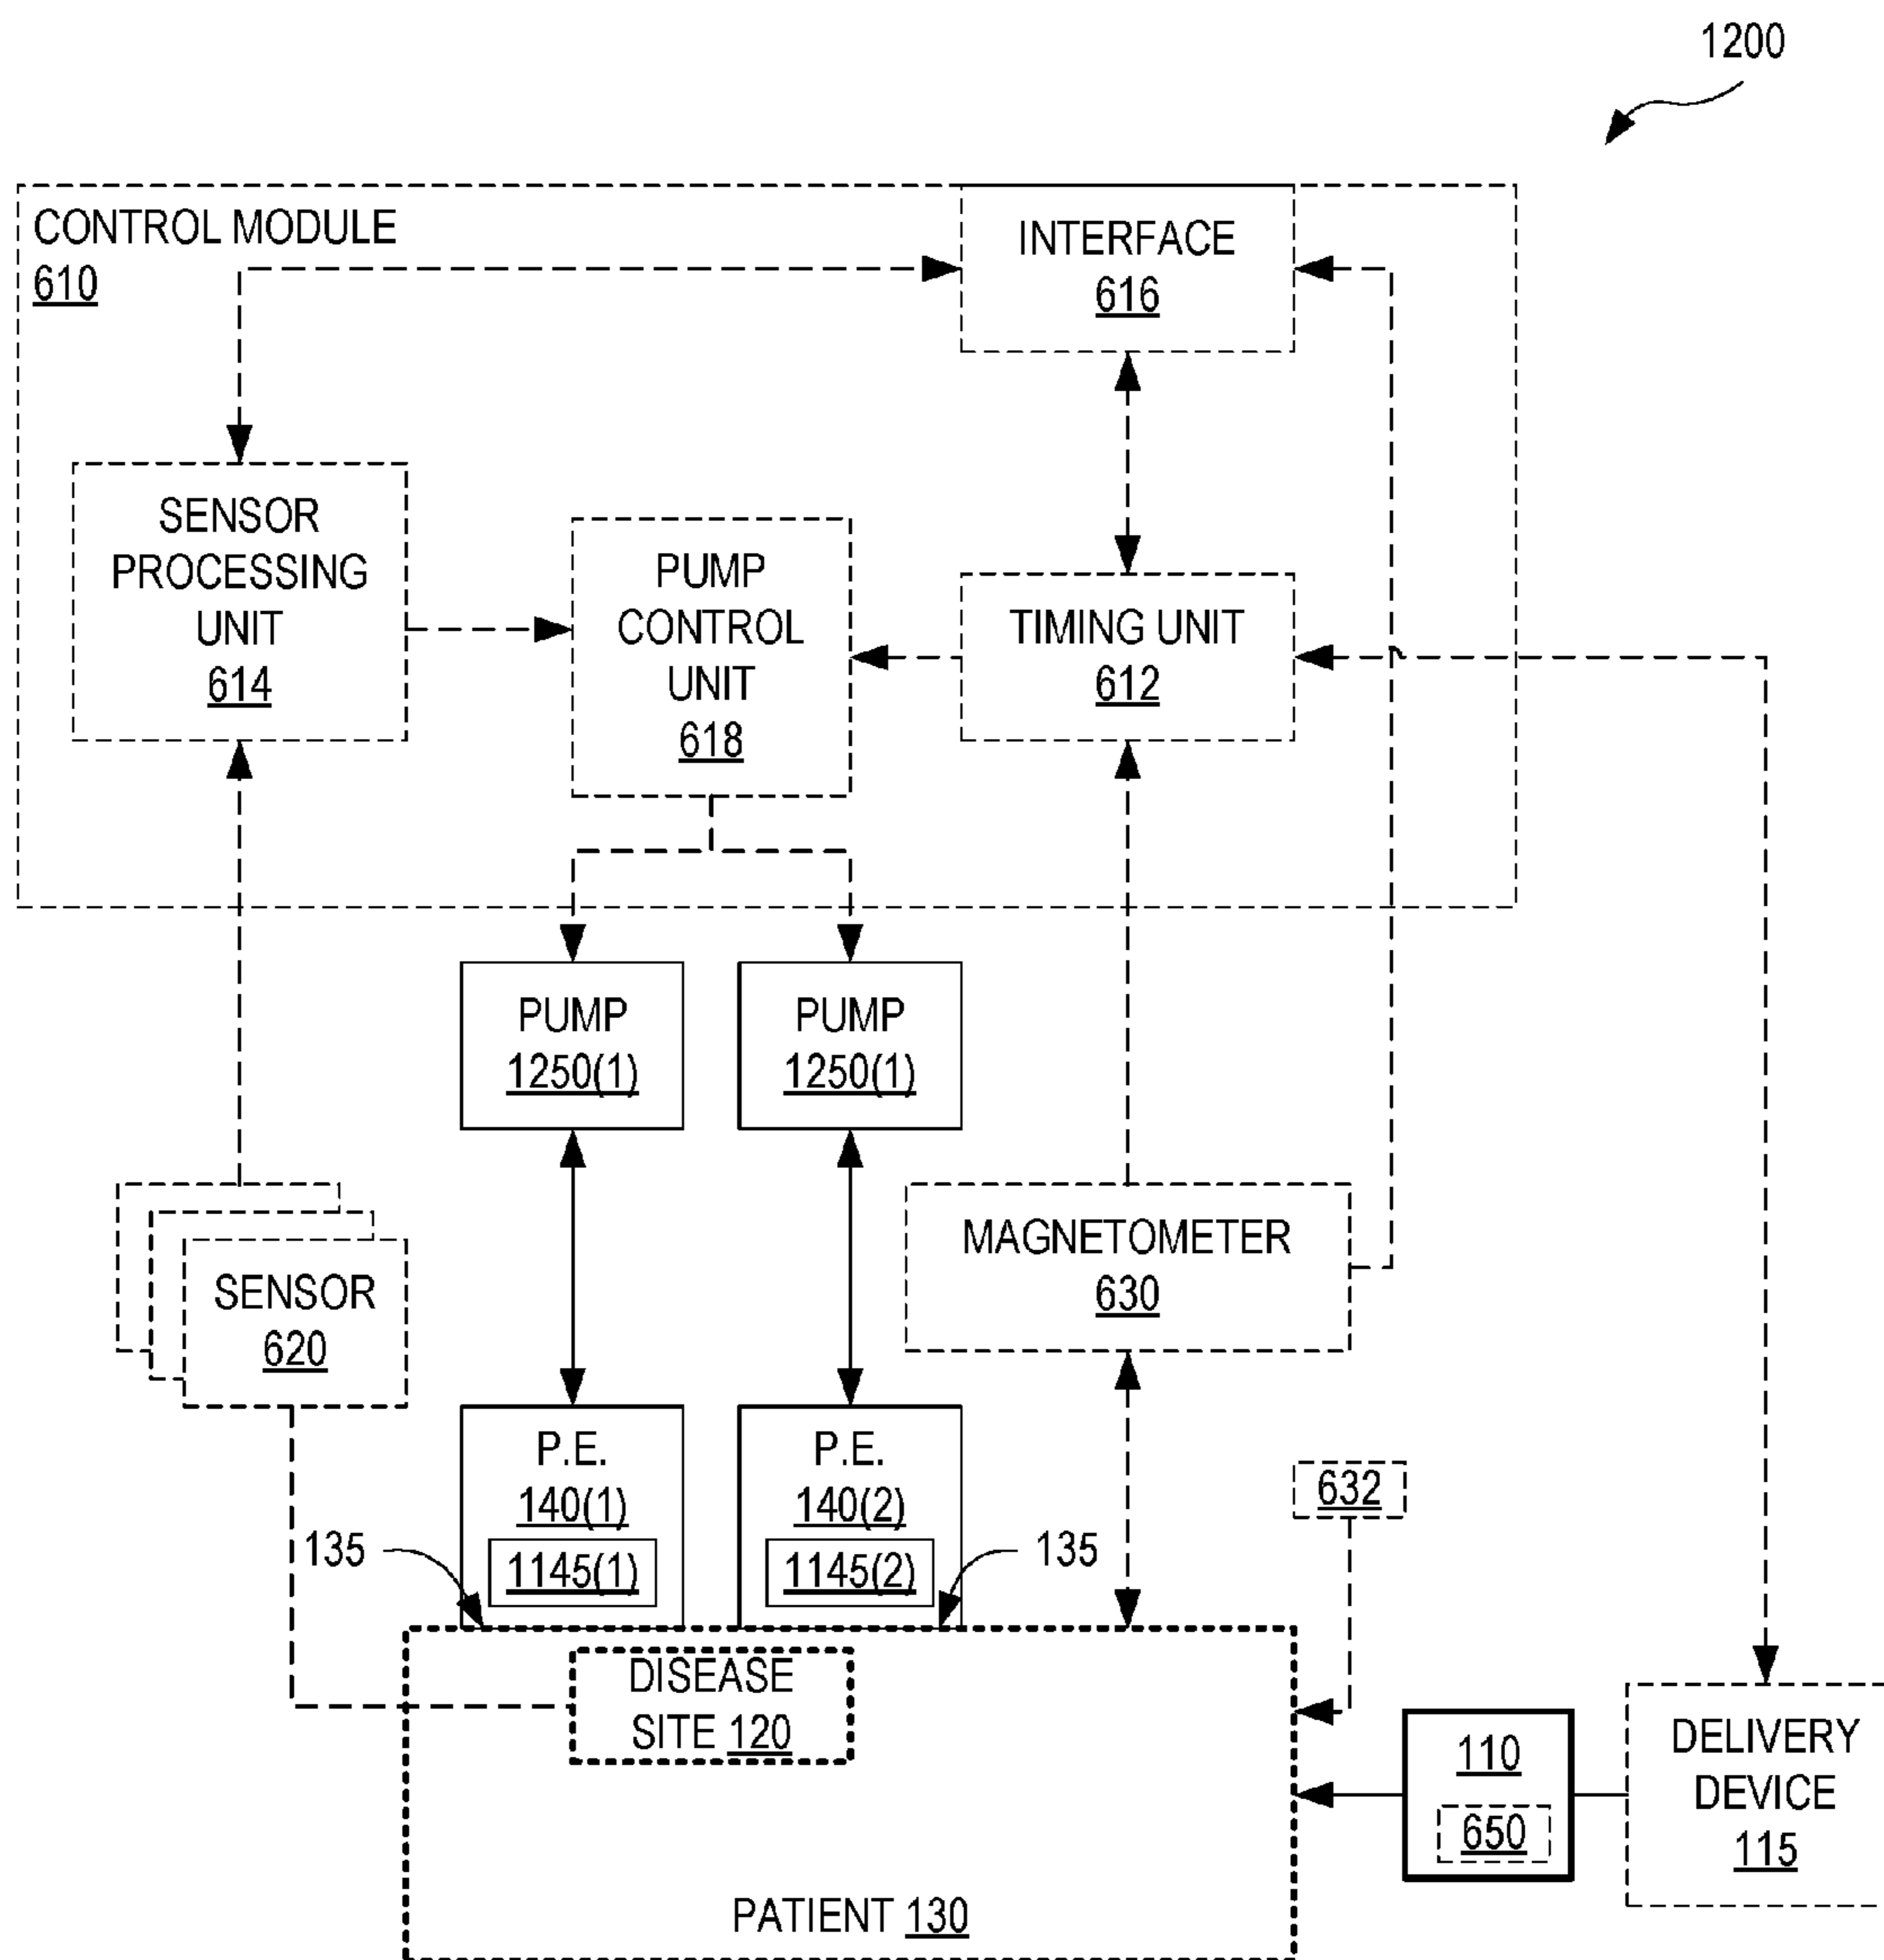 1200
CONTROL MODULE
610
INTERFACE
616
SENSOR
PROCESSING
UNIT
614
PUMP
CONTROL
UNIT
618
TIMING UNIT
612
PUMP
1250(1)
PUMP
1250(1)
MAGNETOMETER
630
SENSOR
620
P.E.
140(1)
1145(1)
P.E.
140(2)
1145(2)
135
135
632
DISEASE
SITE 120
110
650
DELIVERY
DEVICE
115
PATIENT 130